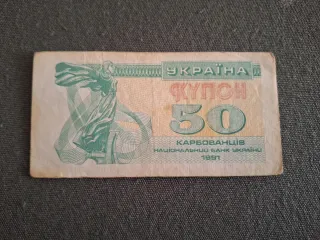 УКРАЇНА
КУПОН
50
КАРБОВАНЦІВ
НАЦІОНАЛЬНИЙ БАНК УКРАЇНИ
1991